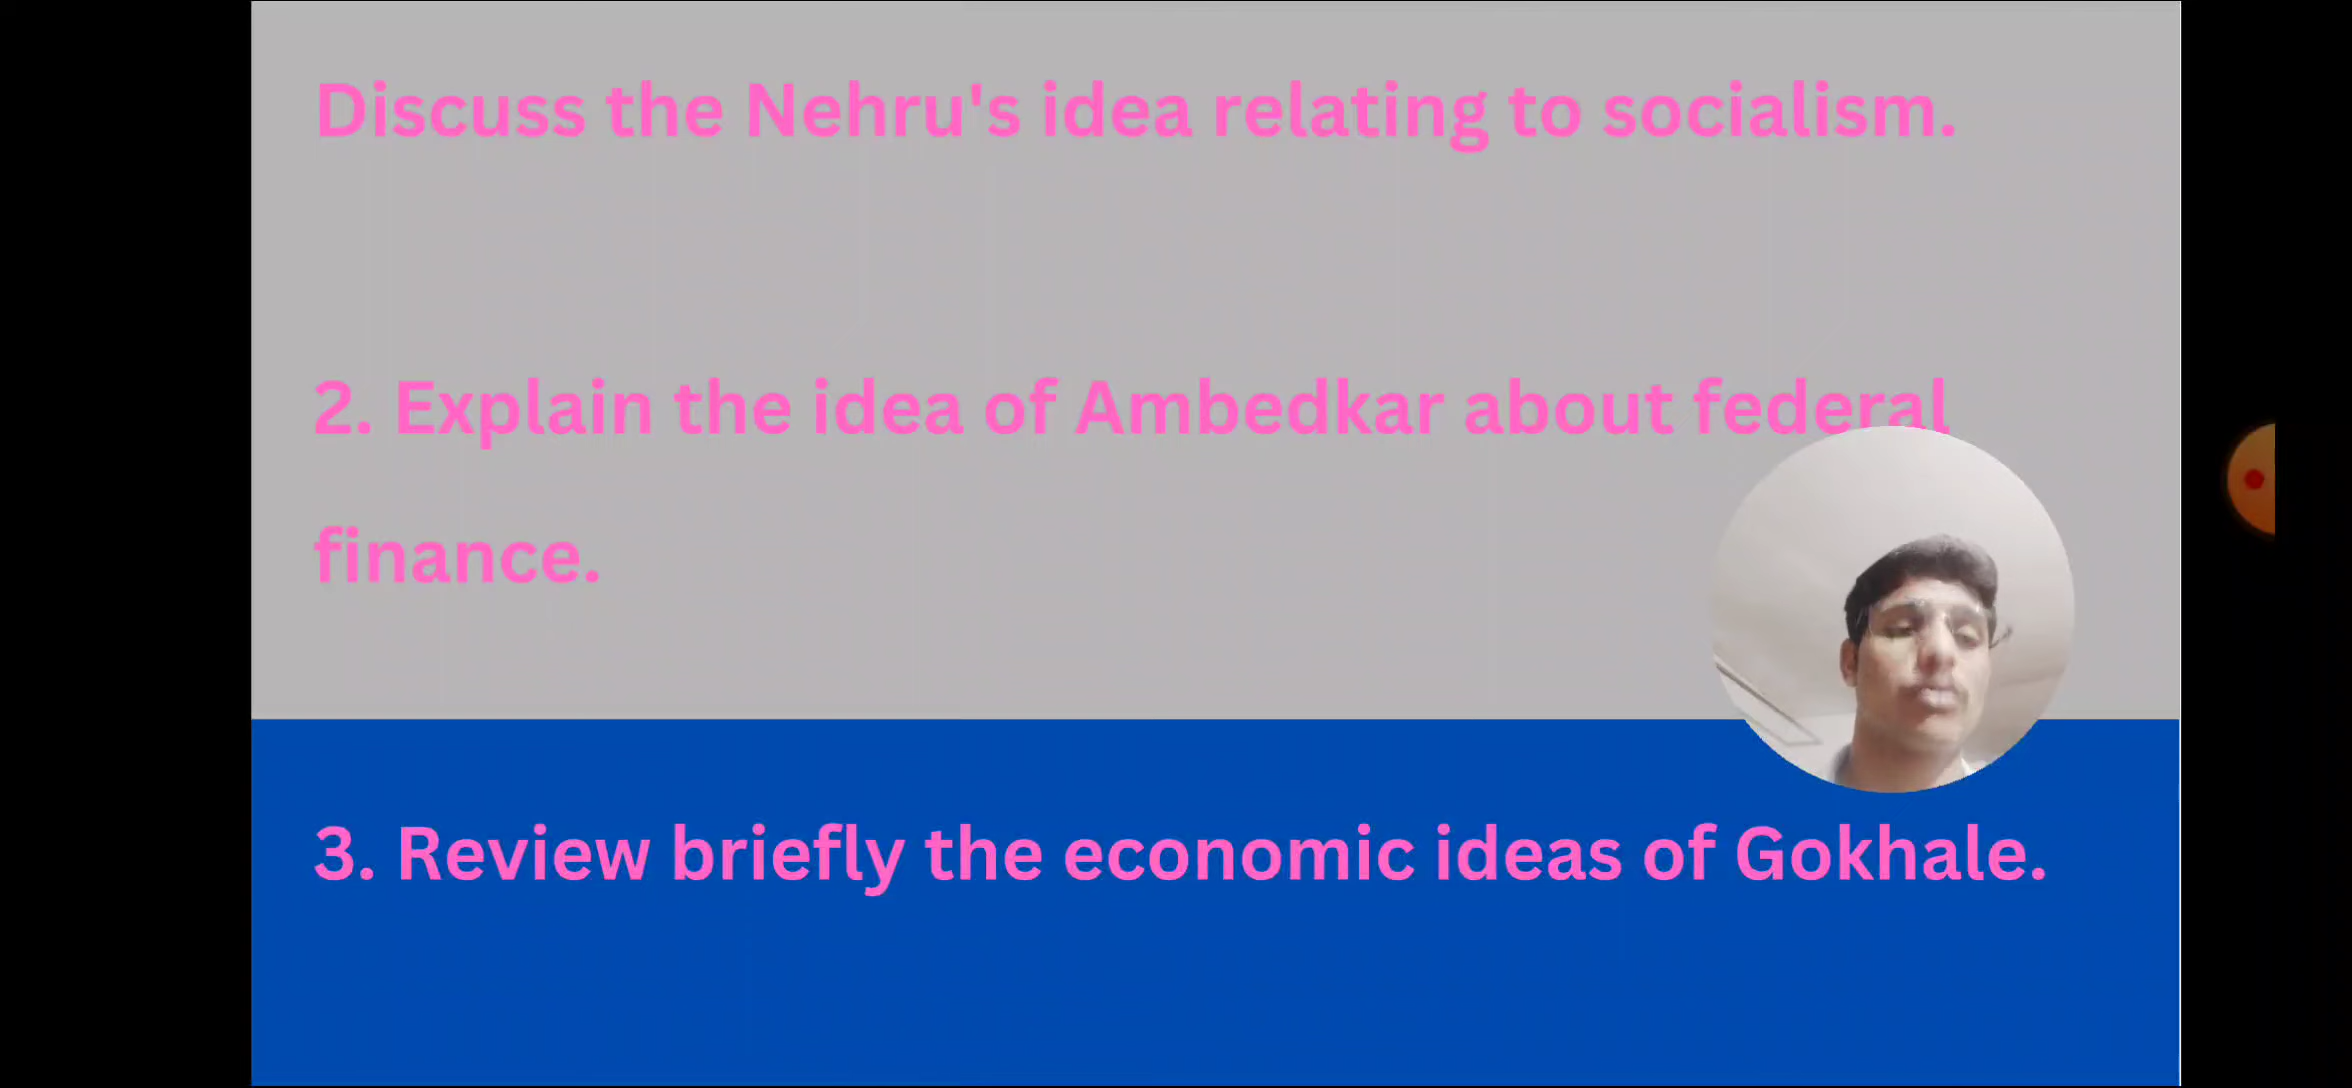 Discuss the Nehru's idea relating to socialism.
2. Explain the idea of Ambedkar about federal
finance.
3. Review briefly the economic ideas of Gokhale.